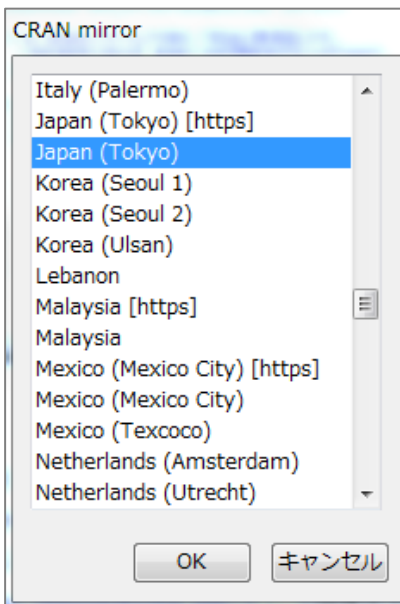 CRAN mirror
Italy (Palermo)
Japan (Tokyo) [https]
Japan (Tokyo)
Korea (Seoul 1)
Korea (Seoul 2)
Korea (Ulsan)
Lebanon
Malaysia [https]
Malaysia
Mexico (Mexico City) [https]
Mexico (Mexico City)
Mexico (Texcoco)
Netherlands (Amsterdam)
Netherlands (Utrecht)
OK キャンセル